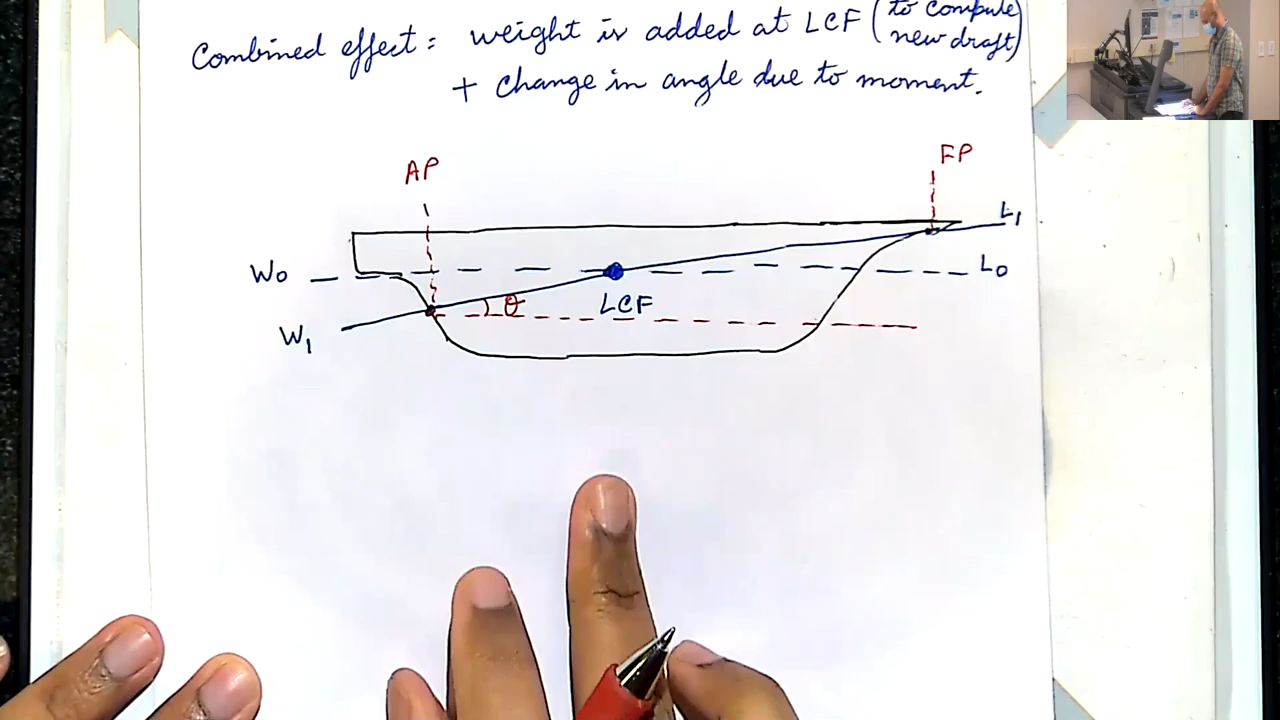 Combined effect : weight is added at LCF (to compute
new draft)
+ change in angle due to moment.
AP
FP
L1
W0
L0
θ
LCF
W1